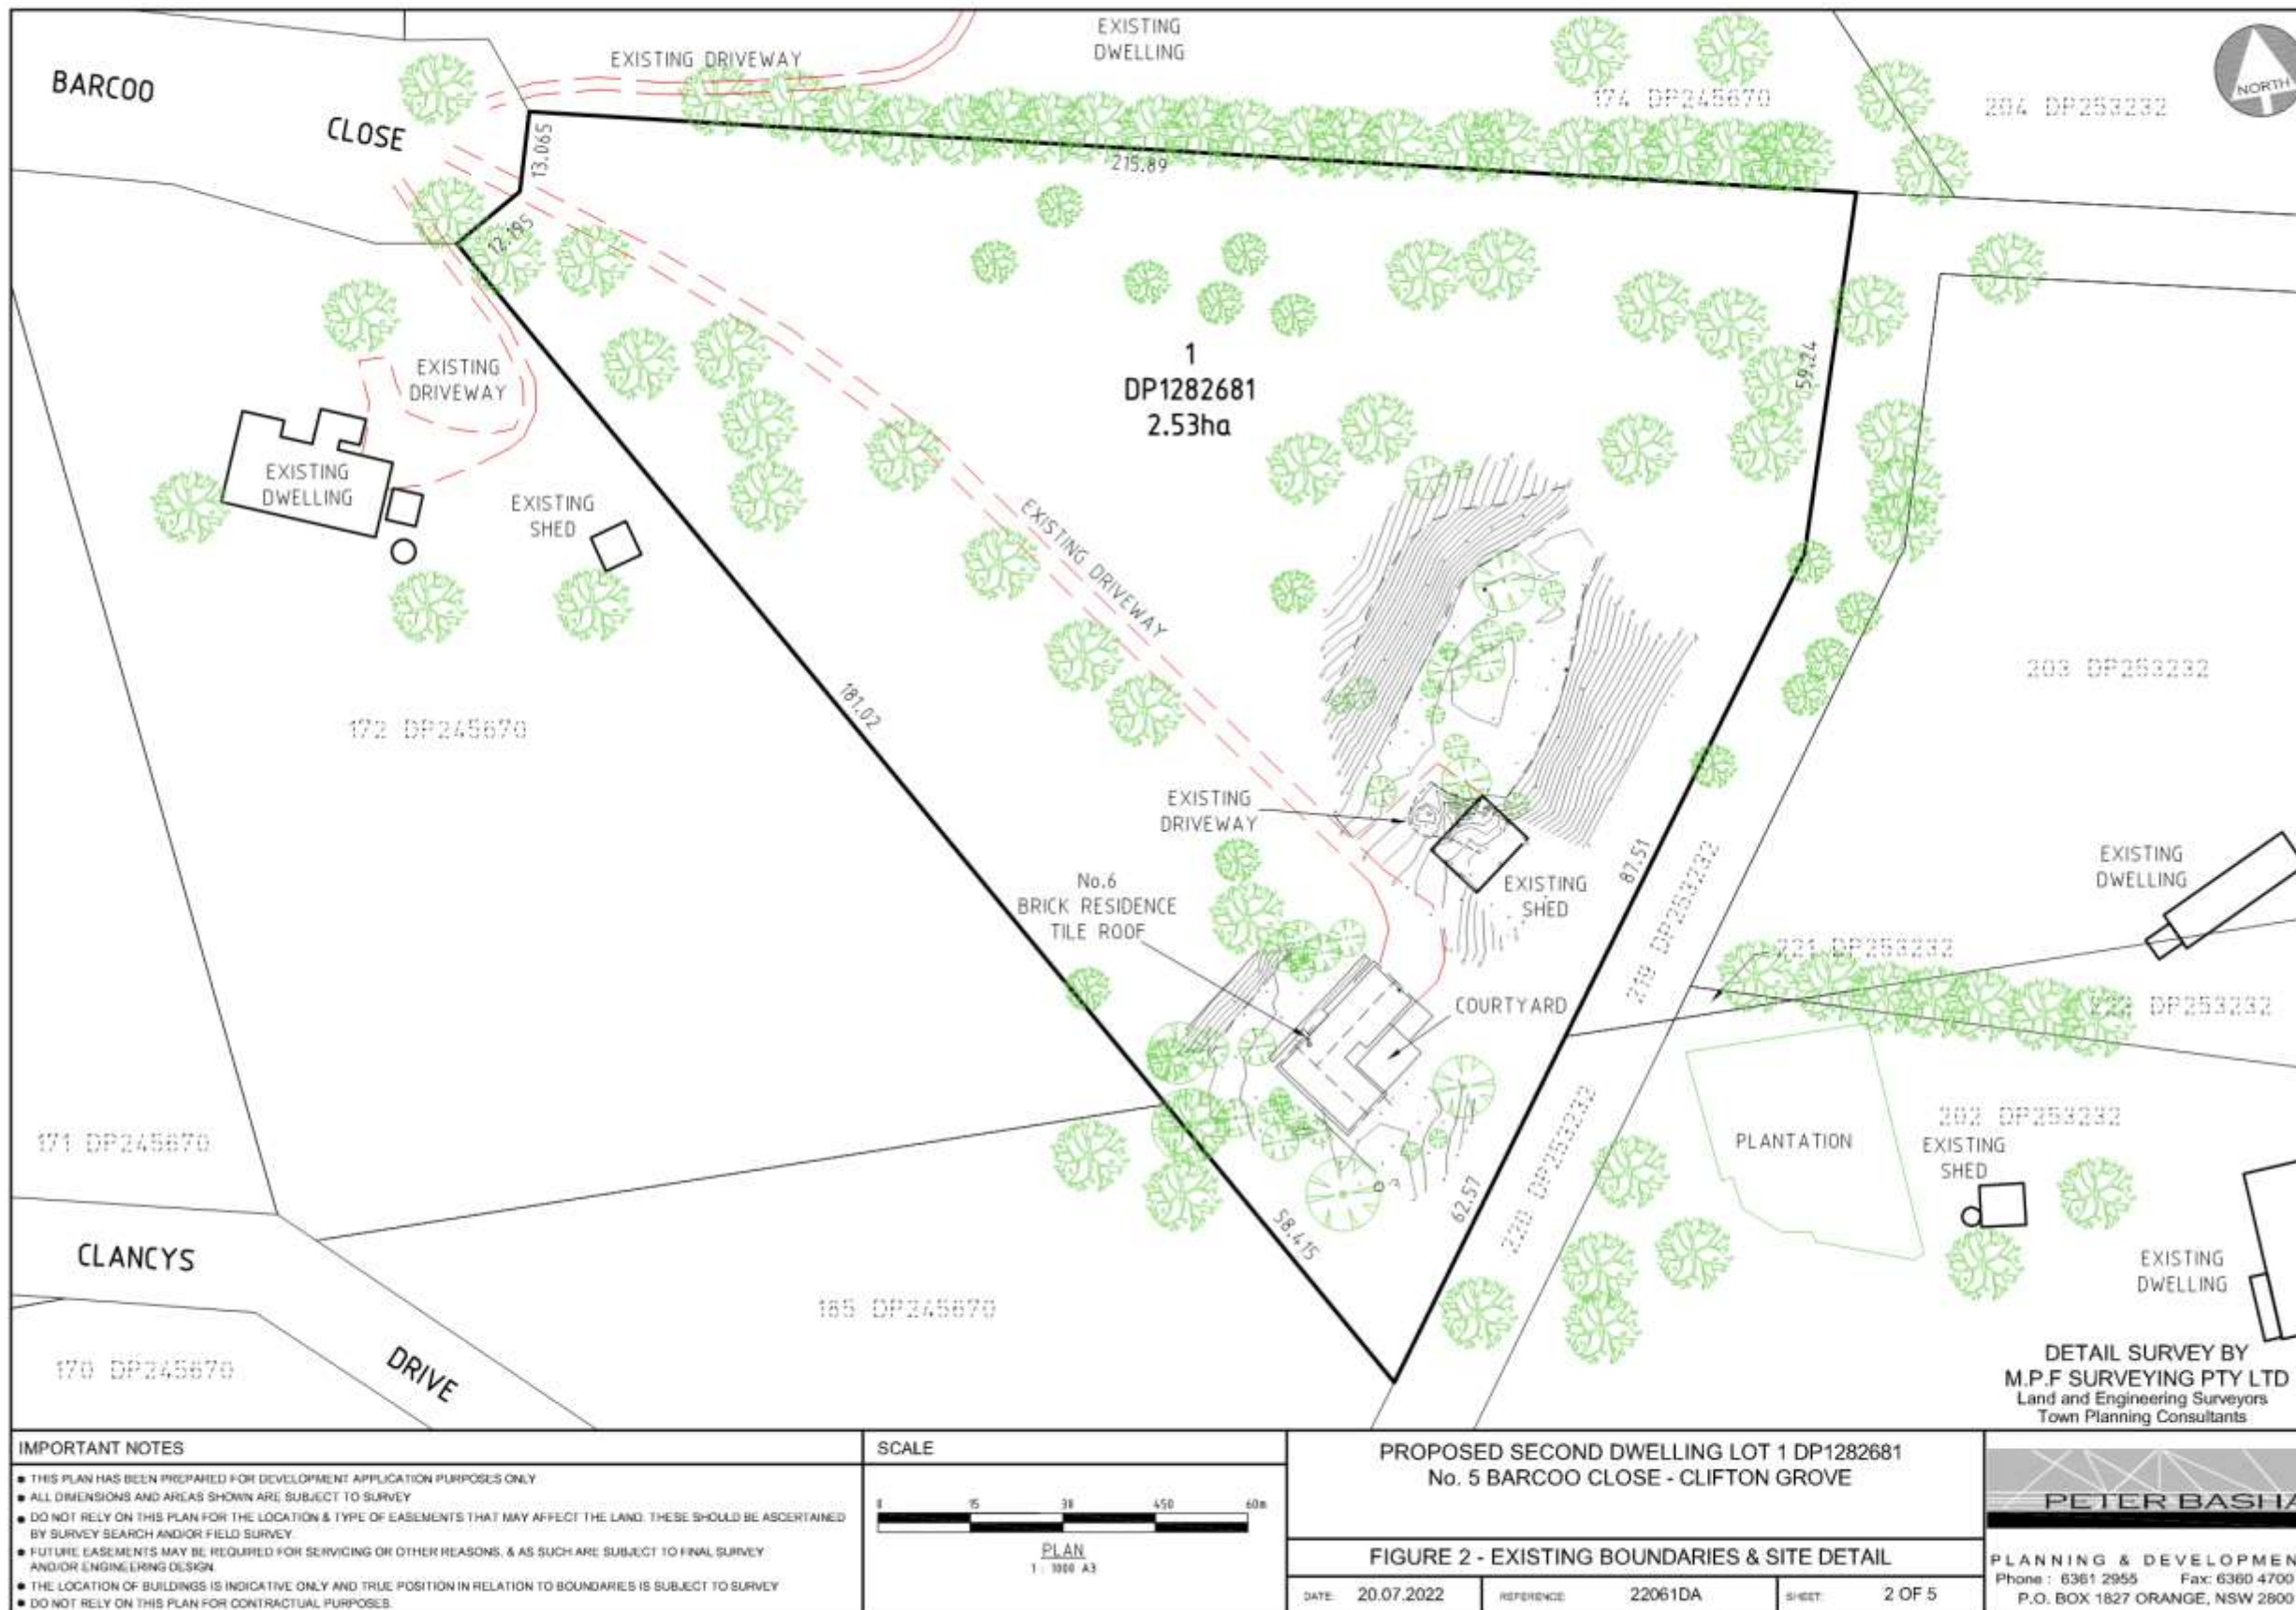 BARCOO
CLOSE
EXISTING DRIVEWAY
EXISTING
DWELLING
174 DP245670
204 DP253232
NORTH
13.065
215.89
12.195
EXISTING
DRIVEWAY
EXISTING
DWELLING
EXISTING
SHED
1
DP1282681
2.53ha
59.24
EXISTING DRIVEWAY
181.02
172 DP245670
203 DP253232
EXISTING
DRIVEWAY
No.6
BRICK RESIDENCE
TILE ROOF
EXISTING
SHED
87.51
219 DP253232
EXISTING
DWELLING
221 DP253232
222 DP253232
COURTYARD
171 DP245670
PLANTATION
202 DP253232
EXISTING
SHED
62.57
220 DP253232
58.415
CLANCYS
DRIVE
165 DP245670
170 DP245670
EXISTING
DWELLING
DETAIL SURVEY BY
M.P.F SURVEYING PTY LTD
Land and Engineering Surveyors
Town Planning Consultants
IMPORTANT NOTES
THIS PLAN HAS BEEN PREPARED FOR DEVELOPMENT APPLICATION PURPOSES ONLY
ALL DIMENSIONS AND AREAS SHOWN ARE SUBJECT TO SURVEY
DO NOT RELY ON THIS PLAN FOR THE LOCATION & TYPE OF EASEMENTS THAT MAY AFFECT THE LAND. THESE SHOULD BE ASCERTAINED
BY SURVEY SEARCH AND/OR FIELD SURVEY.
FUTURE EASEMENTS MAY BE REQUIRED FOR SERVICING OR OTHER REASONS, & AS SUCH ARE SUBJECT TO FINAL SURVEY
AND/OR ENGINEERING DESIGN.
THE LOCATION OF BUILDINGS IS INDICATIVE ONLY AND TRUE POSITION IN RELATION TO BOUNDARIES IS SUBJECT TO SURVEY
DO NOT RELY ON THIS PLAN FOR CONTRACTUAL PURPOSES.
SCALE
0 15 30 450 60m
PLAN
1 : 1000 A3
PROPOSED SECOND DWELLING LOT 1 DP1282681
No. 5 BARCOO CLOSE - CLIFTON GROVE
FIGURE 2 - EXISTING BOUNDARIES & SITE DETAIL
DATE: 20.07.2022 REFERENCE: 22061DA SHEET: 2 OF 5
PETER BASHA
PLANNING & DEVELOPMEN
Phone : 6361 2955 Fax: 6360 4700
P.O. BOX 1827 ORANGE, NSW 2800